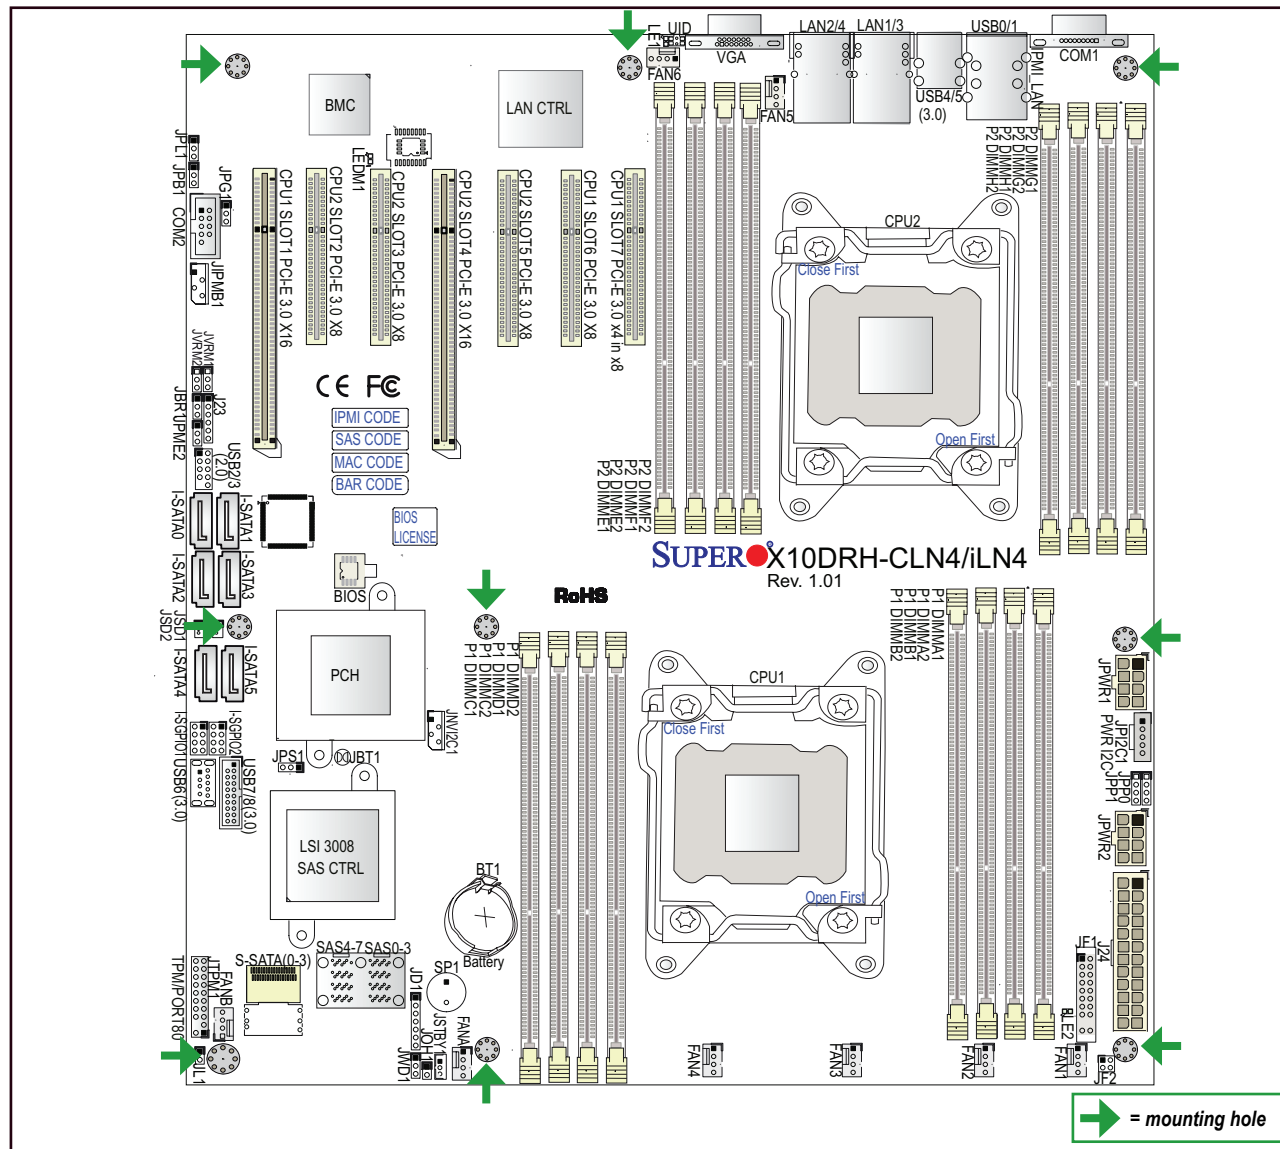 UID
LE1
VGA
FAN6
LAN2/4
LAN1/3
USB0/1
USB4/5
(3.0)
IPMI_LAN
COM1
FAN5
BMC
LAN CTRL
LEDM1
JPL1
JPB1
JPG1
COM2
JIPMB1
CPU1 SLOT1 PCI-E 3.0 X16
CPU2 SLOT2 PCI-E 3.0 X8
CPU2 SLOT3 PCI-E 3.0 X8
CPU2 SLOT4 PCI-E 3.0 X16
CPU2 SLOT5 PCI-E 3.0 X8
CPU1 SLOT6 PCI-E 3.0 X8
CPU1 SLOT7 PCI-E 3.0 x4 in x8
P2 DIMMG1
P2 DIMMG2
P2 DIMMH1
P2 DIMMH2
CPU2
Close First
Open First
JVRM1
JVRM2
JBR1
JPME2
J23
USB2/3
(2.0)
CE FC
IPMI CODE
SAS CODE
MAC CODE
BAR CODE
BIOS
LICENSE
P2 DIMMF2
P2 DIMMF1
P2 DIMME2
P2 DIMME1
I-SATA0
I-SATA1
I-SATA2
I-SATA3
BIOS
SUPER X10DRH-CLN4/iLN4
Rev. 1.01
RoHS
JSD1
JSD2
I-SATA4
I-SATA5
PCH
P1 DIMMD2
P1 DIMMD1
P1 DIMMC2
P1 DIMMC1
P1 DIMMA1
P1 DIMMA2
P1 DIMMB1
P1 DIMMB2
CPU1
Close First
Open First
JPWR1
JPI2C1
PWR I2C
JPP0
JPP1
JPWR2
I-SGPIO1
I-SGPIO2
USB6(3.0)
USB7/8(3.0)
JPS1
JBT1
JNVI2C1
LSI 3008
SAS CTRL
BT1
Battery
SAS4-7
SAS0-3
S-SATA(0-3)
SP1
JD1
JTPM1
TPM/PORT80
FANB
JL1
JWD1
JOH1
JSTBY
FANA
FAN4
FAN3
FAN2
FAN1
JF1
J24
LE2
JF2
= mounting hole